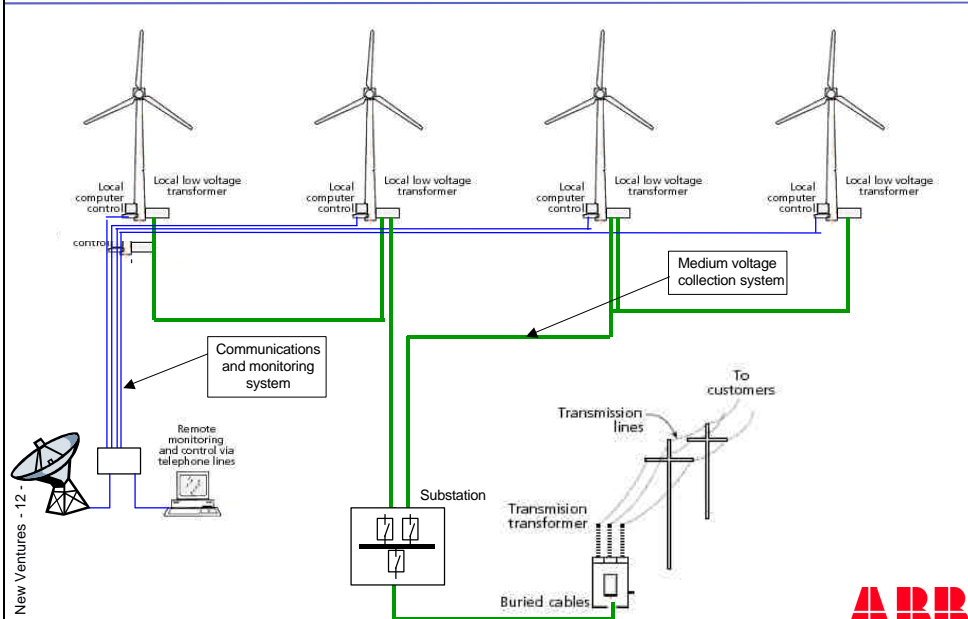 Local
computer
control
Local low voltage
transformer
Local
computer
control
Local low voltage
transformer
Local
computer
control
Local low voltage
transformer
Local
computer
control
Local low voltage
transformer
control
Medium voltage
collection system
Communications
and monitoring
system
Remote
monitoring
and control via
telephone lines
Substation
To
customers
Transmission
lines
Transmision
transformer
Buried cables
New Ventures - 12 -
ABB